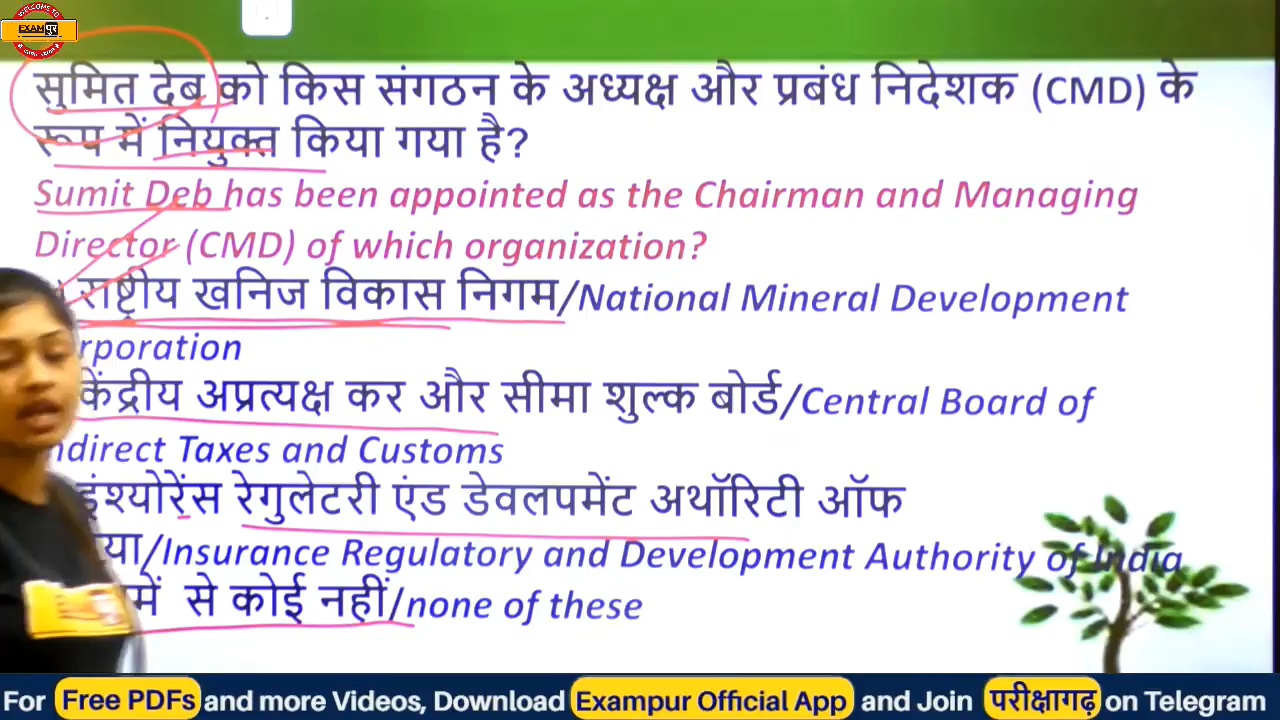 WELCOME TO
EXAM पुर
सुमित देब को किस संगठन के अध्यक्ष और प्रबंध निदेशक (CMD) के
रूप में नियुक्त किया गया है?
Sumit Deb has been appointed as the Chairman and Managing
Director (CMD) of which organization?
राष्ट्रीय खनिज विकास निगम/National Mineral Development
rporation
केंद्रीय अप्रत्यक्ष कर और सीमा शुल्क बोर्ड/Central Board of
ndirect Taxes and Customs
इंश्योरेंस रेगुलेटरी एंड डेवलपमेंट अथॉरिटी ऑफ
या/Insurance Regulatory and Development Authority of India
में से कोई नहीं/none of these
For Free PDFs and more Videos, Download Exampur Official App and Join परीक्षागढ़ on Telegram